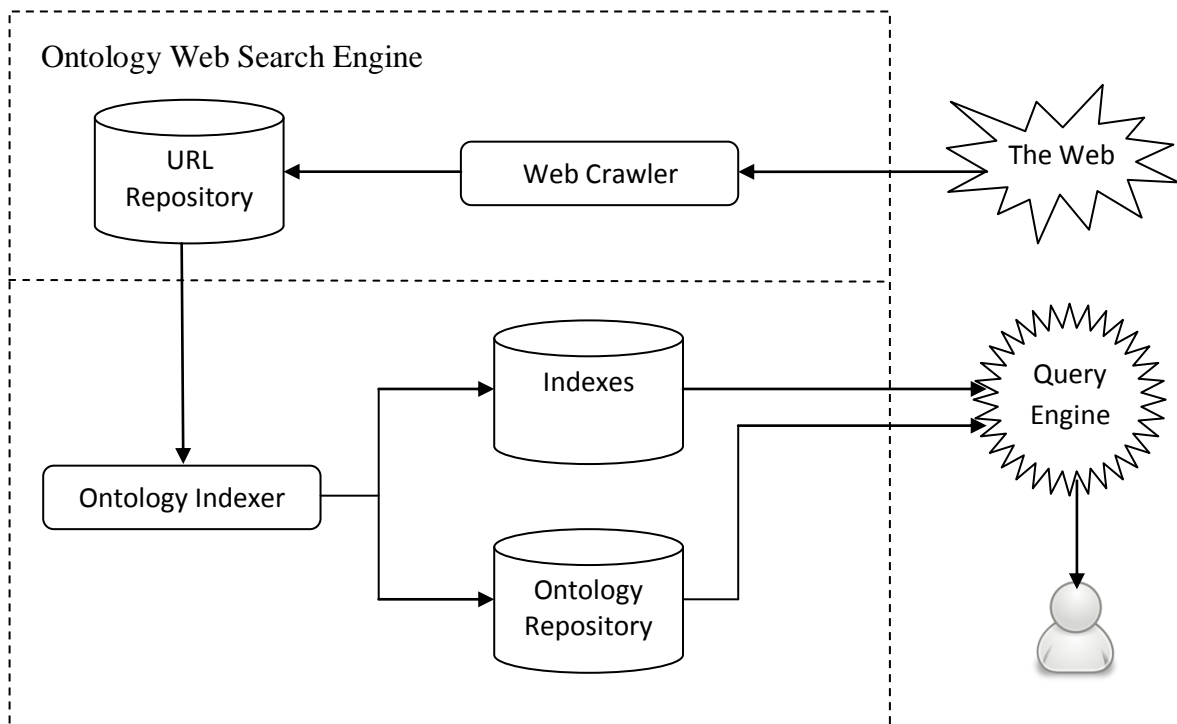 Ontology Web Search Engine
URL
Repository
Web Crawler
The Web
Indexes
Query
Engine
Ontology Indexer
Ontology
Repository